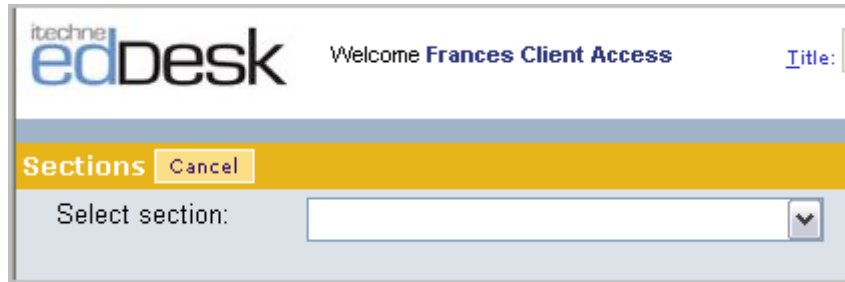 itechne
edDesk
Welcome Frances Client Access
Title:
Sections Cancel
Select section: